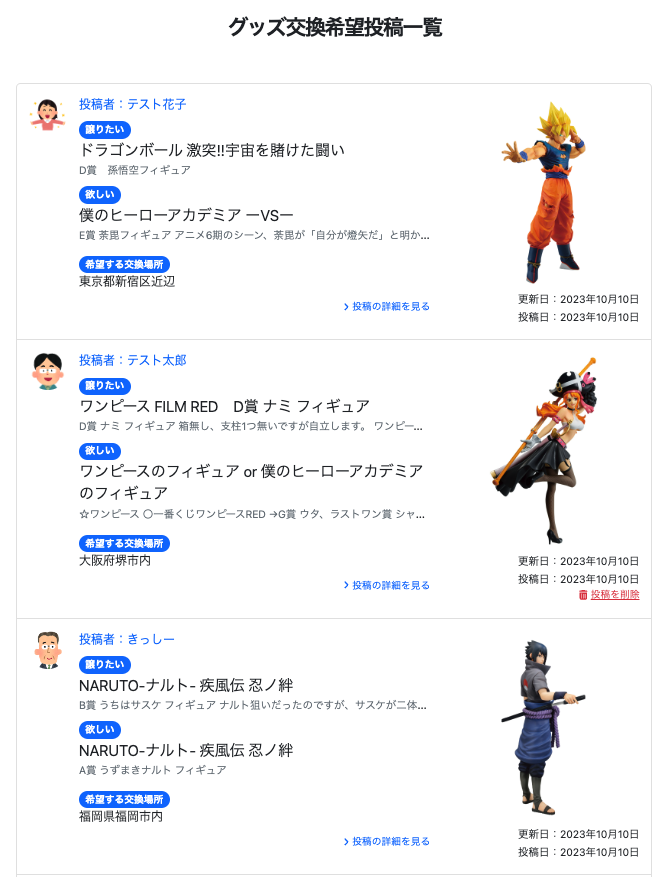 グッズ交換希望投稿一覧
投稿者：テスト花子
譲りたい
ドラゴンボール 激突!!宇宙を賭けた闘い
D賞　孫悟空フィギュア
欲しい
僕のヒーローアカデミア ーVSー
E賞 荼毘フィギュア アニメ6期のシーン、荼毘が「自分が燈矢だ」と明か...
希望する交換場所
東京都新宿区近辺
投稿の詳細を見る
更新日：2023年10月10日
投稿日：2023年10月10日
投稿者：テスト太郎
譲りたい
ワンピース FILM RED　D賞 ナミ フィギュア
D賞 ナミ フィギュア 箱無し、支柱1つ無いですが自立します。 ワンピー...
欲しい
ワンピースのフィギュア or 僕のヒーローアカデミア
のフィギュア
☆ワンピース 〇一番くじワンピースRED →G賞 ウタ、ラストワン賞 シャ...
希望する交換場所
大阪府堺市内
投稿の詳細を見る
更新日：2023年10月10日
投稿日：2023年10月10日
投稿を削除
投稿者：きっしー
譲りたい
NARUTO-ナルト- 疾風伝 忍ノ絆
B賞 うちはサスケ フィギュア ナルト狙いだったのですが、サスケが二体...
欲しい
NARUTO-ナルト- 疾風伝 忍ノ絆
A賞 うずまきナルト フィギュア
希望する交換場所
福岡県福岡市内
投稿の詳細を見る
更新日：2023年10月10日
投稿日：2023年10月10日